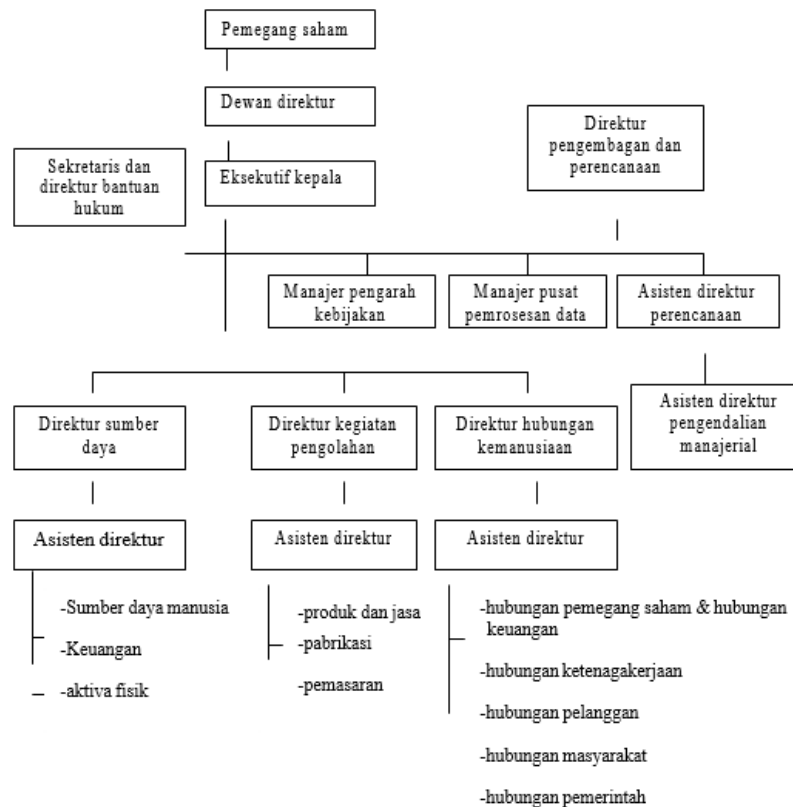 Pemegang saham
Dewan direktur
Direktur
pengembagan dan
perencanaan
Sekretaris dan
direktur bantuan
hukum
Eksekutif kepala
Manajer pengarah
kebijakan
Manajer pusat
pemrosesan data
Asisten direktur
perencanaan
Direktur sumber
daya
Direktur kegiatan
pengolahan
Direktur hubungan
kemanusiaan
Asisten direktur
pengendalian
manajerial
Asisten direktur
Asisten direktur
Asisten direktur
-Sumber daya manusia
-Keuangan
-aktiva fisik
-produk dan jasa
-pabrikasi
-pemasaran
-hubungan pemegang saham & hubungan
keuangan
-hubungan ketenagakerjaan
-hubungan pelanggan
-hubungan masyarakat
-hubungan pemerintah